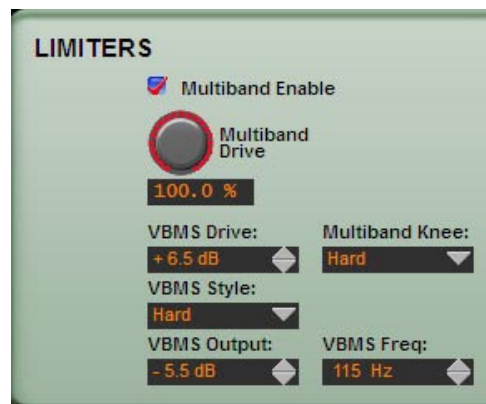 LIMITERS
Multiband Enable
Multiband
Drive
100.0 %
VBMS Drive: Multiband Knee:
+ 6.5 dB Hard
VBMS Style:
Hard
VBMS Output: VBMS Freq:
- 5.5 dB 115 Hz